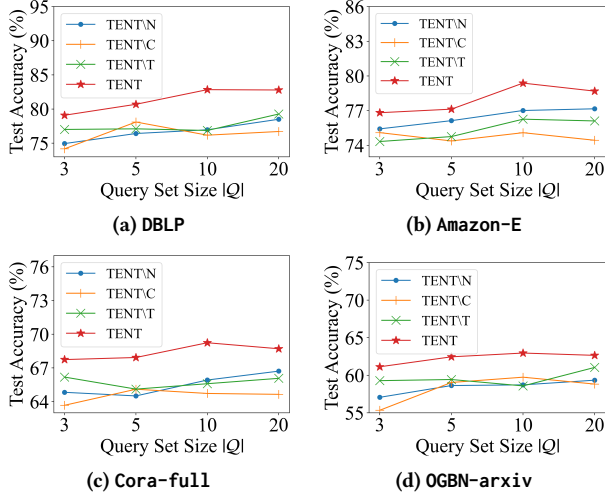 Test Accuracy (%)
95
90
85
80
75
TENT\N
TENT\C
TENT\T
TENT
3 5 10 20
Query Set Size |Q|
(a) DBLP
Test Accuracy (%)
86
83
80
77
74
TENT\N
TENT\C
TENT\T
TENT
3 5 10 20
Query Set Size |Q|
(b) Amazon-E
Test Accuracy (%)
76
73
70
67
64
TENT\N
TENT\C
TENT\T
TENT
3 5 10 20
Query Set Size |Q|
(c) Cora-full
Test Accuracy (%)
75
70
65
60
55
TENT\N
TENT\C
TENT\T
TENT
3 5 10 20
Query Set Size |Q|
(d) OGBN-arxiv